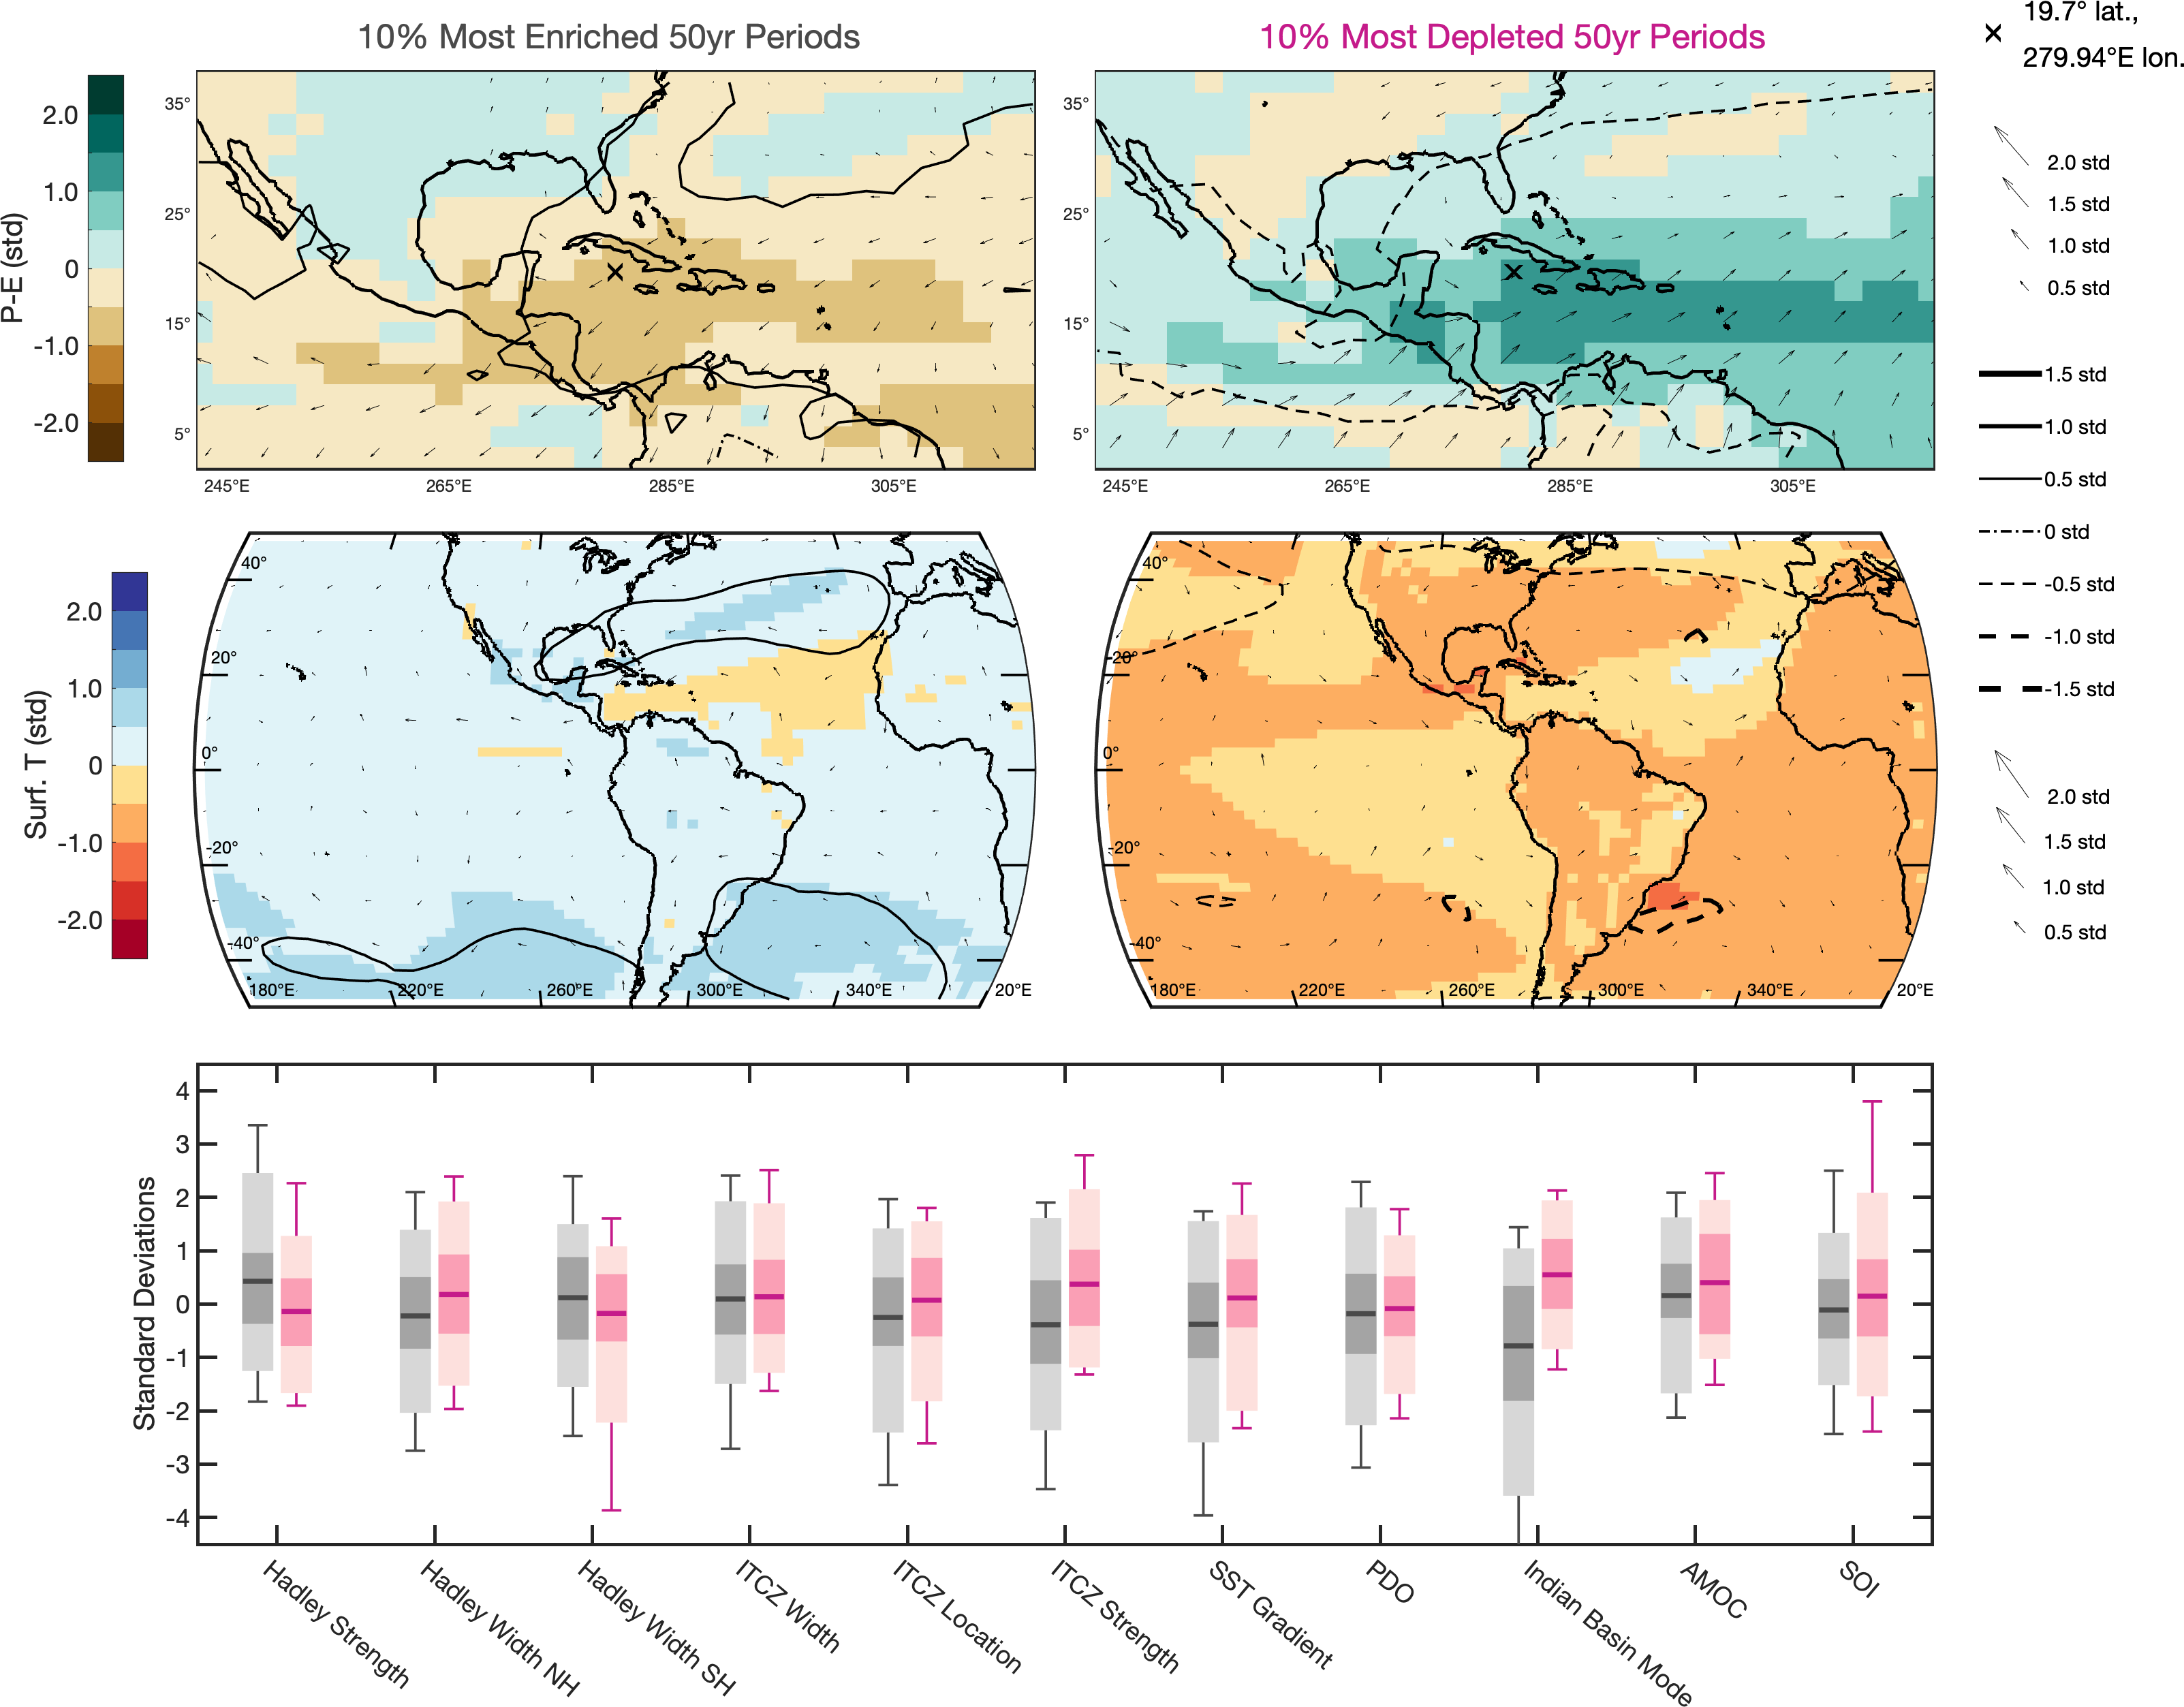 10% Most Enriched 50yr Periods
10% Most Depleted 50yr Periods
19.7° lat.,
279.94°E lon.
P-E (std)
2.0
1.0
0
-1.0
-2.0
35°
25°
15°
5°
245°E
265°E
285°E
305°E
35°
25°
15°
5°
245°E
265°E
285°E
305°E
2.0 std
1.5 std
1.0 std
0.5 std
1.5 std
1.0 std
0.5 std
0 std
-0.5 std
-1.0 std
-1.5 std
Surf. T (std)
2.0
1.0
0
-1.0
-2.0
40°
20°
0°
-20°
-40°
180°E
220°E
260°E
300°E
340°E
20°E
40°
20°
0°
-20°
-40°
180°E
220°E
260°E
300°E
340°E
20°E
2.0 std
1.5 std
1.0 std
0.5 std
Standard Deviations
4
3
2
1
0
-1
-2
-3
-4
Hadley Strength
Hadley Width NH
Hadley Width SH
ITCZ Width
ITCZ Location
ITCZ Strength
SST Gradient
PDO
Indian Basin Mode
AMOC
SOI